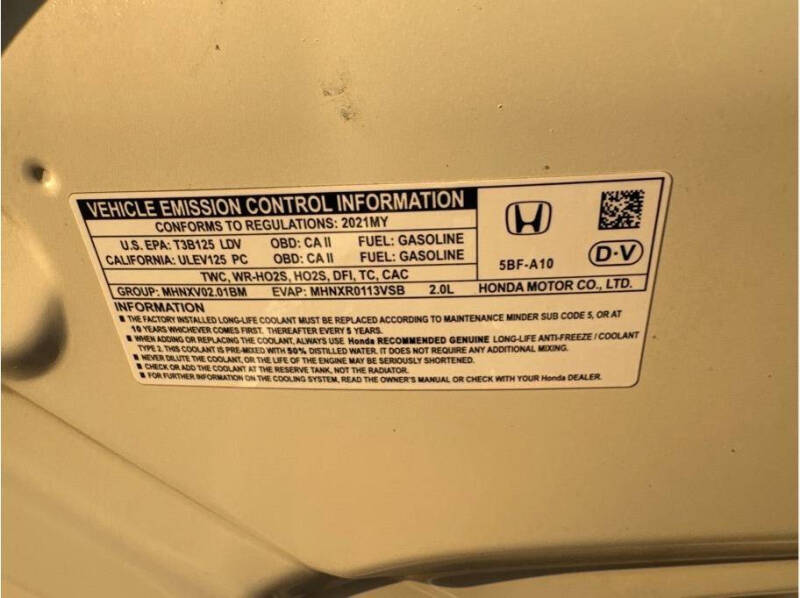 VEHICLE EMISSION CONTROL INFORMATION
CONFORMS TO REGULATIONS: 2021MY
U.S. EPA: T3B125 LDV OBD: CA II FUEL: GASOLINE
CALIFORNIA: ULEV125 PC OBD: CA II FUEL: GASOLINE
TWC, WR-HO2S, HO2S, DFI, TC, CAC
GROUP: MHNXV02.01BM EVAP: MHNXR0113VSB 2.0L
5BF-A10
D·V
HONDA MOTOR CO., LTD.
INFORMATION
■ THE FACTORY INSTALLED LONG-LIFE COOLANT MUST BE REPLACED ACCORDING TO MAINTENANCE MINDER SUB CODE 5, OR AT
10 YEARS WHICHEVER COMES FIRST. THEREAFTER EVERY 5 YEARS.
■ WHEN ADDING OR REPLACING THE COOLANT, ALWAYS USE Honda RECOMMENDED GENUINE LONG-LIFE ANTI-FREEZE / COOLANT
TYPE 2. THIS COOLANT IS PRE-MIXED WITH 50% DISTILLED WATER. IT DOES NOT REQUIRE ANY ADDITIONAL MIXING.
■ NEVER DILUTE THE COOLANT, OR THE LIFE OF THE ENGINE MAY BE SERIOUSLY SHORTENED.
■ CHECK OR ADD THE COOLANT AT THE RESERVE TANK, NOT THE RADIATOR.
■ FOR FURTHER INFORMATION ON THE COOLING SYSTEM, READ THE OWNER'S MANUAL OR CHECK WITH YOUR Honda DEALER.